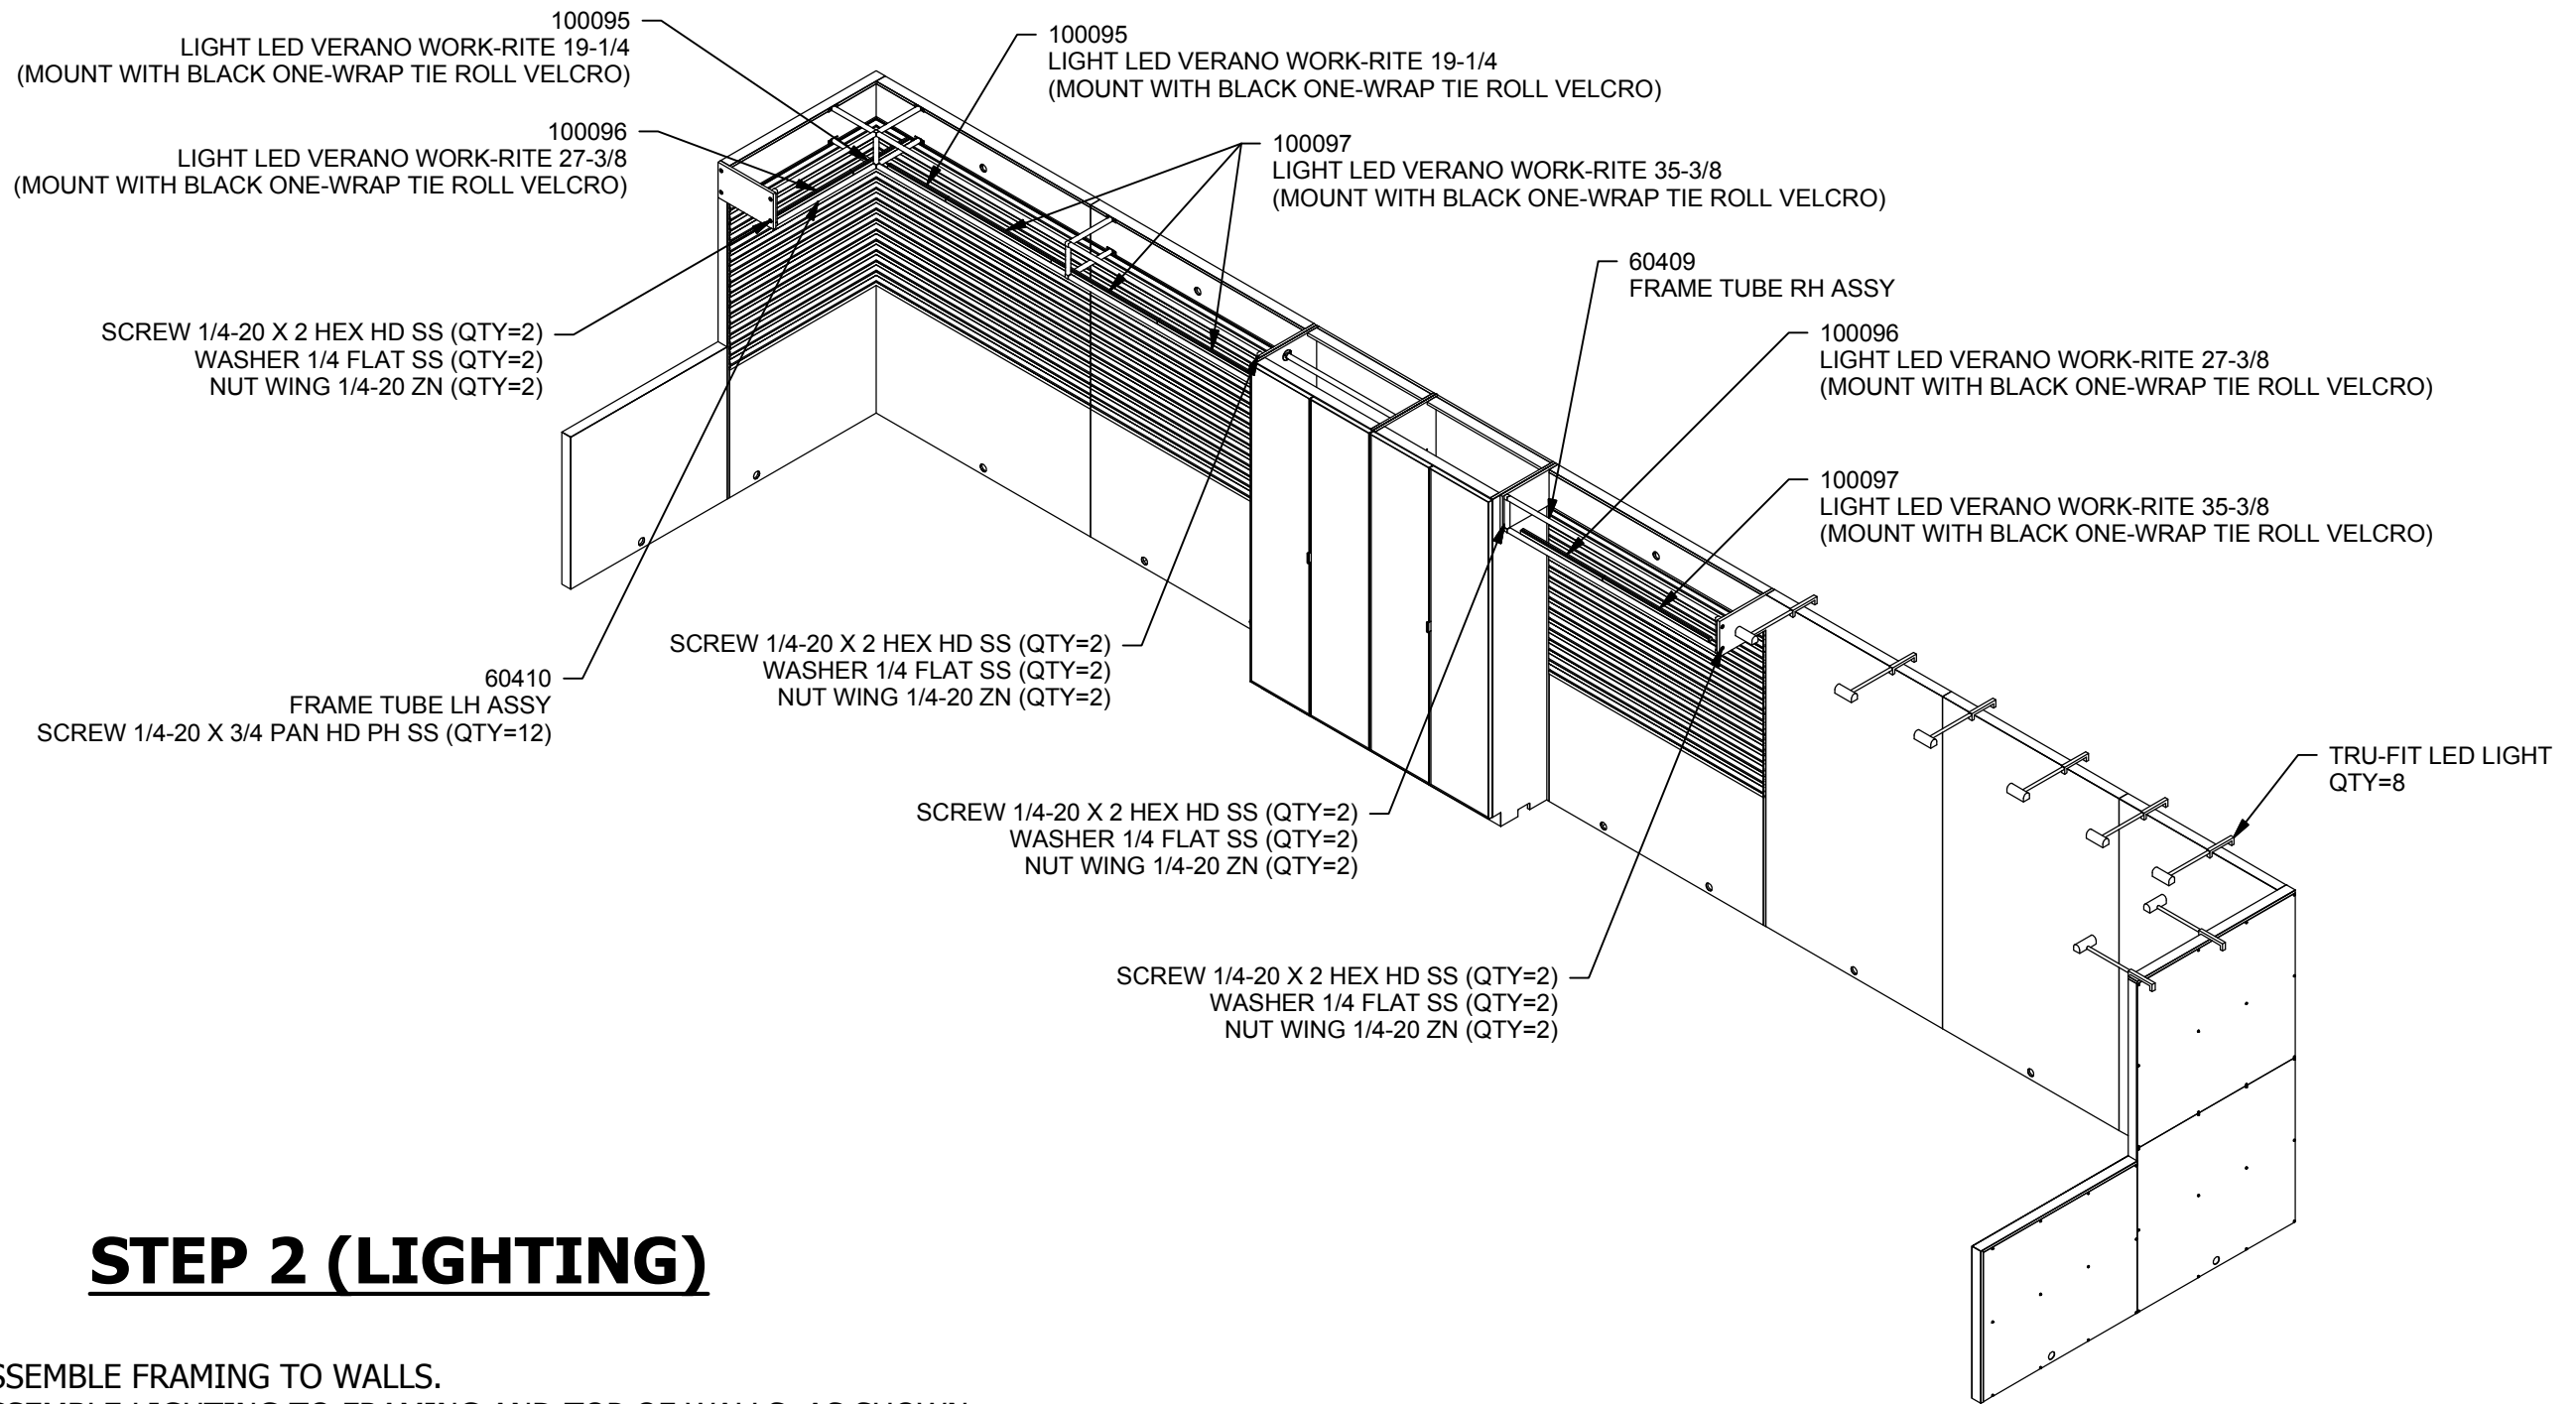 100095
LIGHT LED VERANO WORK-RITE 19-1/4
(MOUNT WITH BLACK ONE-WRAP TIE ROLL VELCRO)
100095
LIGHT LED VERANO WORK-RITE 19-1/4
(MOUNT WITH BLACK ONE-WRAP TIE ROLL VELCRO)
100096
LIGHT LED VERANO WORK-RITE 27-3/8
(MOUNT WITH BLACK ONE-WRAP TIE ROLL VELCRO)
100097
LIGHT LED VERANO WORK-RITE 35-3/8
(MOUNT WITH BLACK ONE-WRAP TIE ROLL VELCRO)
60409
FRAME TUBE RH ASSY
SCREW 1/4-20 X 2 HEX HD SS (QTY=2)
WASHER 1/4 FLAT SS (QTY=2)
NUT WING 1/4-20 ZN (QTY=2)
100096
LIGHT LED VERANO WORK-RITE 27-3/8
(MOUNT WITH BLACK ONE-WRAP TIE ROLL VELCRO)
100097
LIGHT LED VERANO WORK-RITE 35-3/8
(MOUNT WITH BLACK ONE-WRAP TIE ROLL VELCRO)
SCREW 1/4-20 X 2 HEX HD SS (QTY=2)
WASHER 1/4 FLAT SS (QTY=2)
NUT WING 1/4-20 ZN (QTY=2)
60410
FRAME TUBE LH ASSY
SCREW 1/4-20 X 3/4 PAN HD PH SS (QTY=12)
TRU-FIT LED LIGHT
QTY=8
SCREW 1/4-20 X 2 HEX HD SS (QTY=2)
WASHER 1/4 FLAT SS (QTY=2)
NUT WING 1/4-20 ZN (QTY=2)
SCREW 1/4-20 X 2 HEX HD SS (QTY=2)
WASHER 1/4 FLAT SS (QTY=2)
NUT WING 1/4-20 ZN (QTY=2)
STEP 2 (LIGHTING)
SSEMBLE FRAMING TO WALLS.
SSEMBLE LIGHTING TO FRAMING AND TOP OF WALLS, AS SHOWN